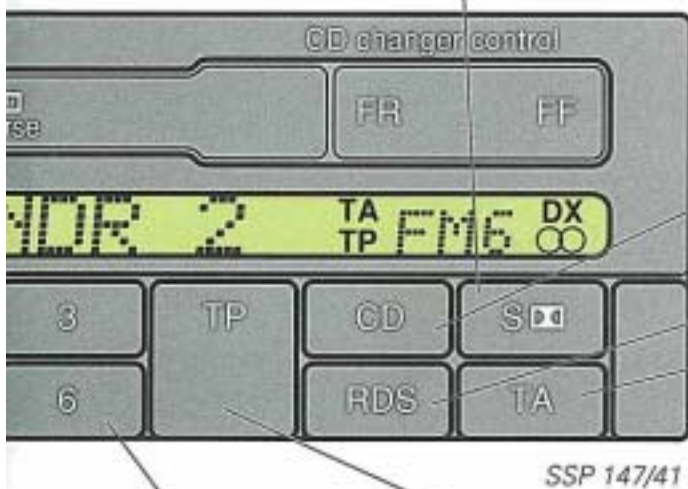 CD changer control
rse
FR FF
NDR 2 TA TP FM6 DX
3 TP CD S
6 RDS TA
SSP 147/41